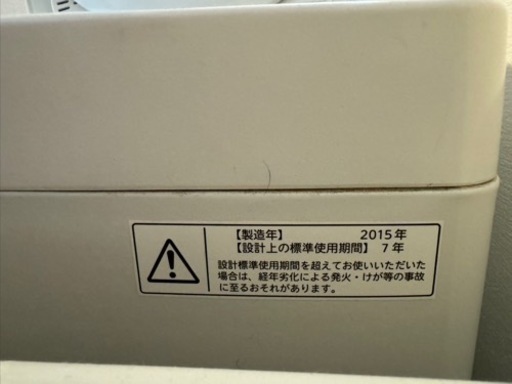 【製造年】 2015年
【設計上の標準使用期間】 7年
設計標準使用期間を超えてお使いいただいた
場合は、経年劣化による発火・けが等の事故
に至るおそれがあります。